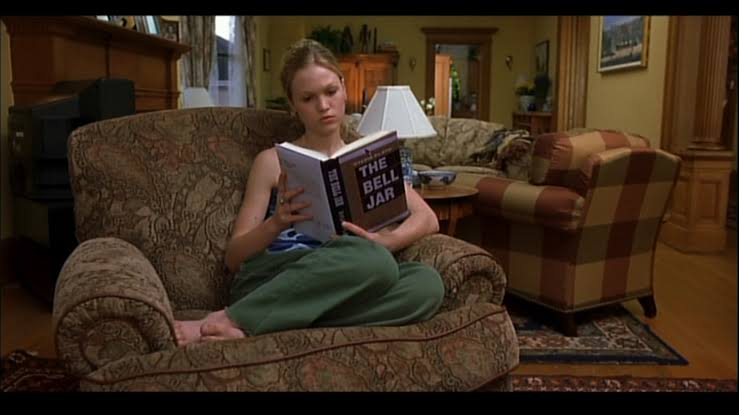 THE BELL JAR
THE
BELL
JAR